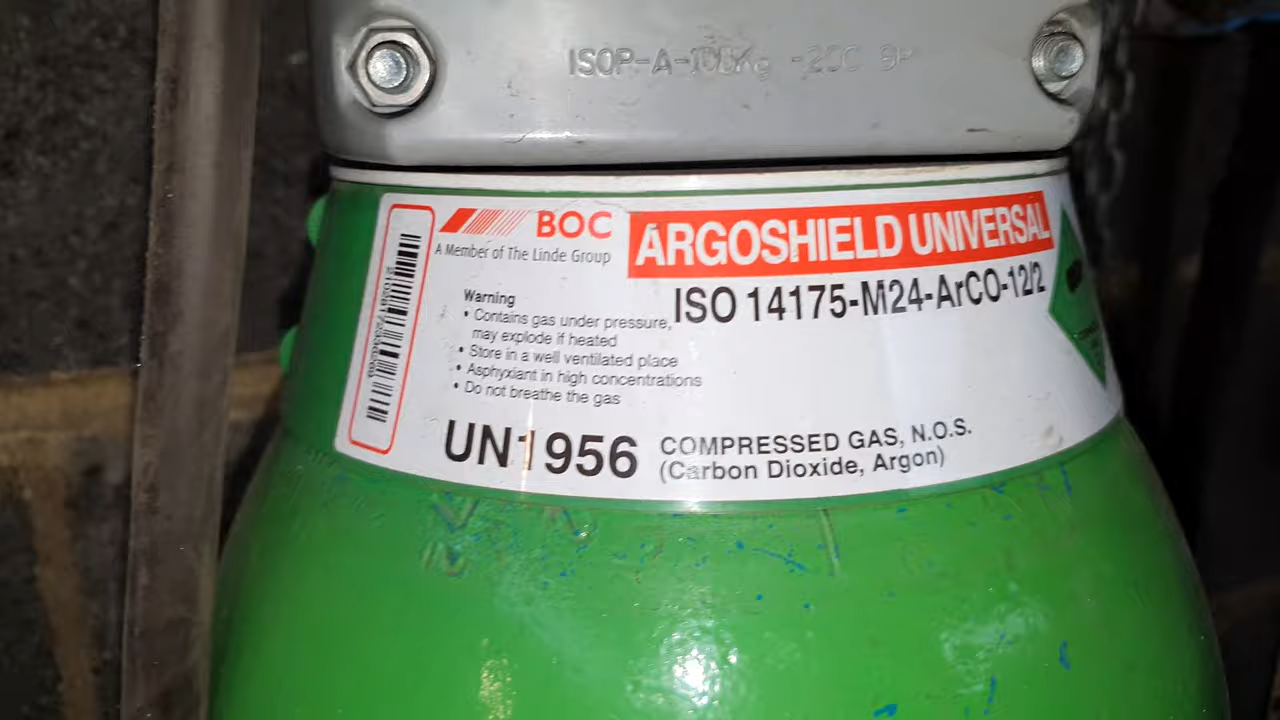 ISOP-A-100Kg -20C
BOC
A Member of The Linde Group
ARGOSHIELD UNIVERSAL
ISO 14175-M24-ArCO-12/2
Warning
• Contains gas under pressure,
may explode if heated
• Store in a well ventilated place
• Asphyxiant in high concentrations
• Do not breathe the gas
UN1956
COMPRESSED GAS, N.O.S.
(Carbon Dioxide, Argon)